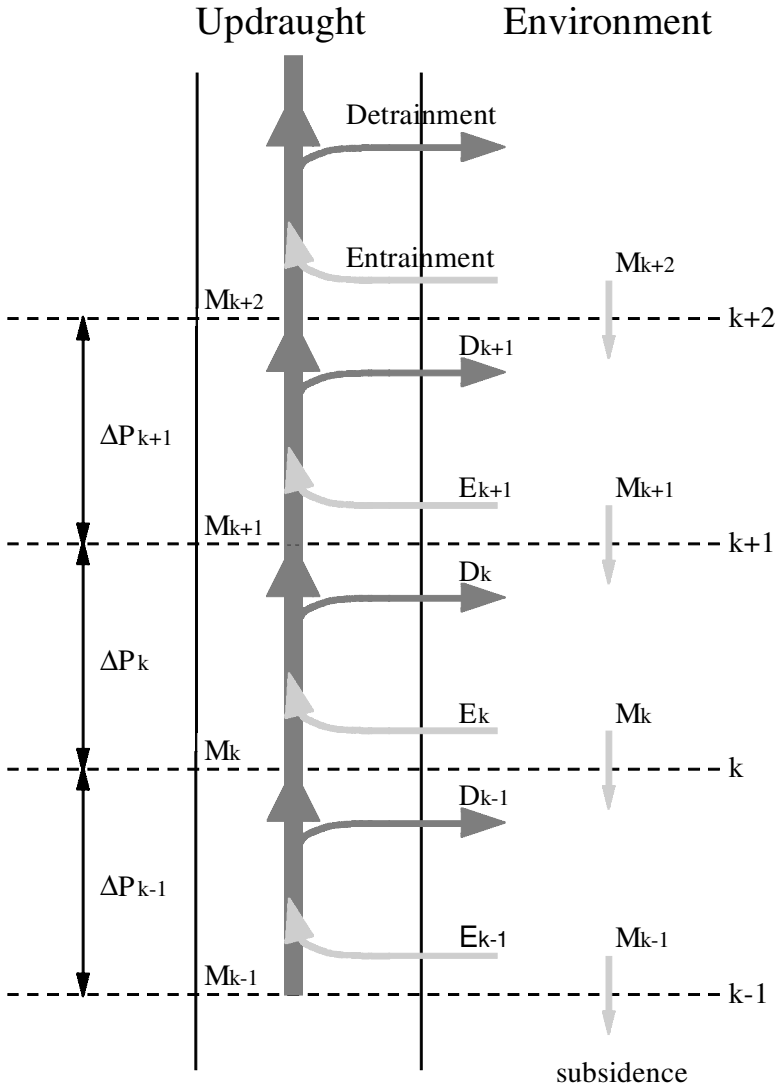 Updraught Environment
Detrainment
Entrainment
Mk+2
Mk+2
k+2
Dk+1
ΔPk+1
Ek+1
Mk+1
Mk+1
k+1
Dk
ΔPk
Ek
Mk
Mk
k
Dk-1
ΔPk-1
Ek-1
Mk-1
Mk-1
k-1
subsidence